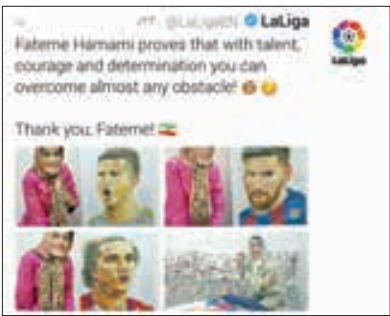 @LaLigaEN LaLiga
Fateme Hamami proves that with talent,
courage and determination you can
overcome almost any obstacle!
Thank you, Fateme!
LaLiga